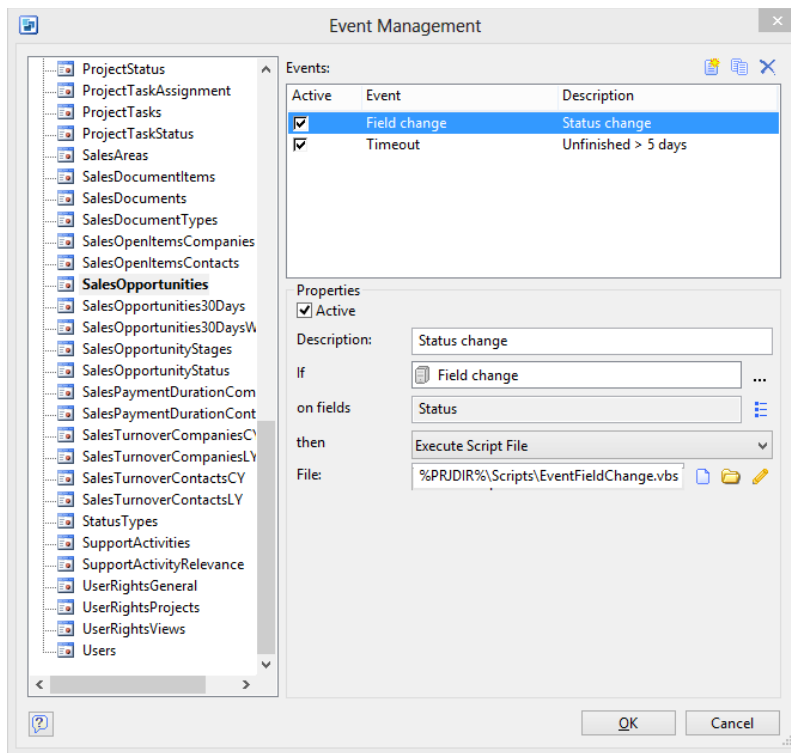 Event Management
ProjectStatus
ProjectTaskAssignment
ProjectTasks
ProjectTaskStatus
SalesAreas
SalesDocumentItems
SalesDocuments
SalesDocumentTypes
SalesOpenItemsCompanies
SalesOpenItemsContacts
SalesOpportunities
SalesOpportunities30Days
SalesOpportunities30DaysW
SalesOpportunityStages
SalesOpportunityStatus
SalesPaymentDurationCom
SalesPaymentDurationCont
SalesTurnoverCompaniesCY
SalesTurnoverCompaniesLY
SalesTurnoverContactsCY
SalesTurnoverContactsLY
StatusTypes
SupportActivities
SupportActivityRelevance
UserRightsGeneral
UserRightsProjects
UserRightsViews
Users
Events:
Active Event Description
Field change Status change
Timeout Unfinished > 5 days
Properties
Active
Description: Status change
If Field change ...
on fields Status
then Execute Script File
File: %PRJDIR%\Scripts\EventFieldChange.vbs
OK Cancel